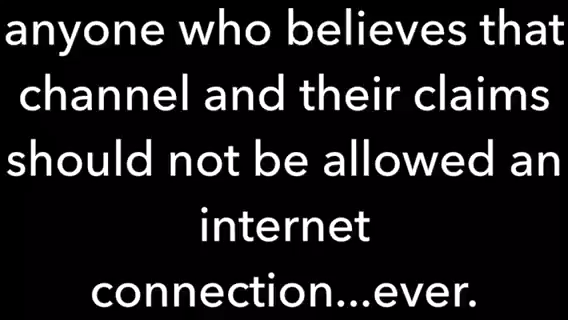 anyone who believes that
channel and their claims
should not be allowed an
internet
connection...ever.